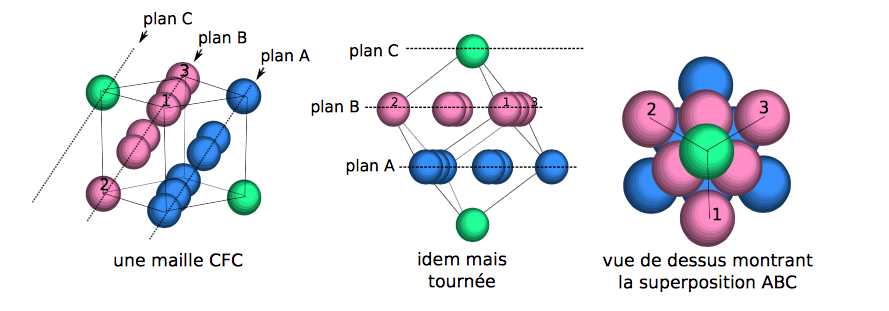 plan C
plan B
plan A
3
1
2
une maille CFC
plan C
plan B
2
1
3
plan A
idem mais
tournée
2
3
1
vue de dessus montrant
la superposition ABC